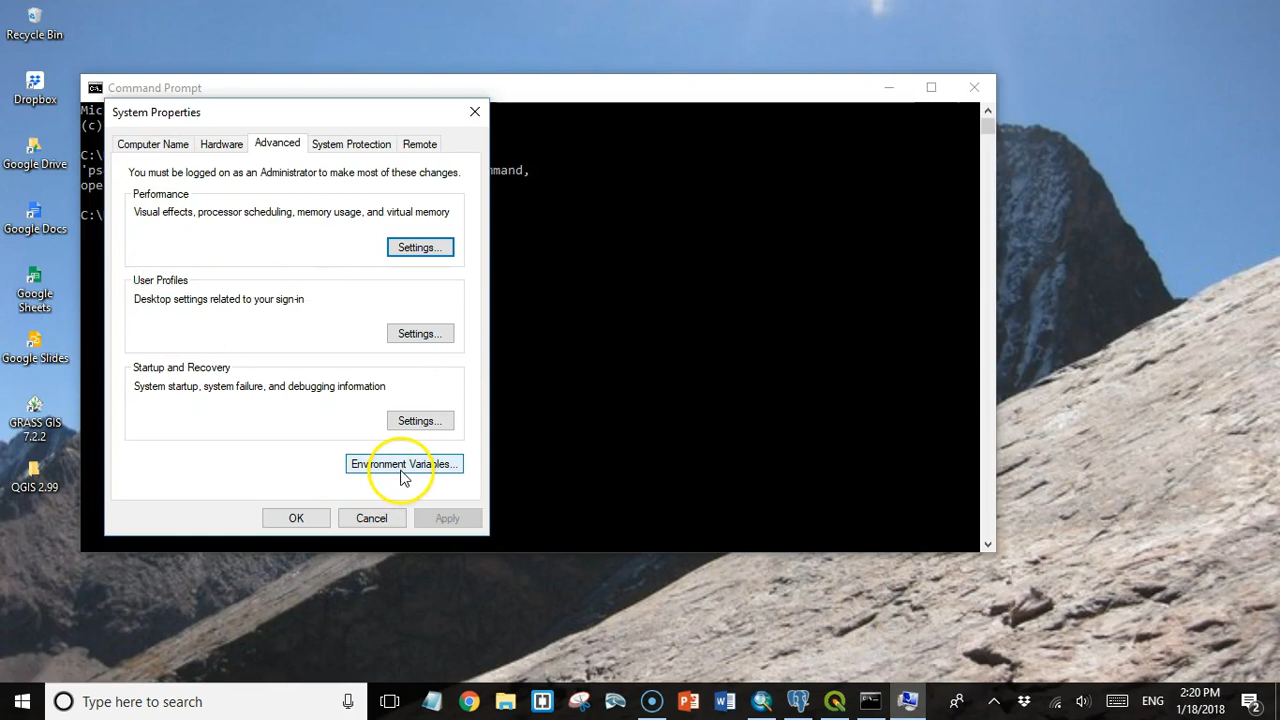 Recycle Bin
Dropbox
Google Drive
Google Docs
Google
Sheets
Google Slides
GRASS GIS
7.2.2
QGIS 2.99
Command Prompt
Mic
(c)
C:\
'ps
mmand,
ope
C:\
System Properties
Computer Name
Hardware
Advanced
System Protection
Remote
You must be logged on as an Administrator to make most of these changes.
Performance
Visual effects, processor scheduling, memory usage, and virtual memory
Settings...
User Profiles
Desktop settings related to your sign-in
Settings...
Startup and Recovery
System startup, system failure, and debugging information
Settings...
Environment Variables...
OK
Cancel
Apply
Type here to search
ENG
2:20 PM
1/18/2018
2